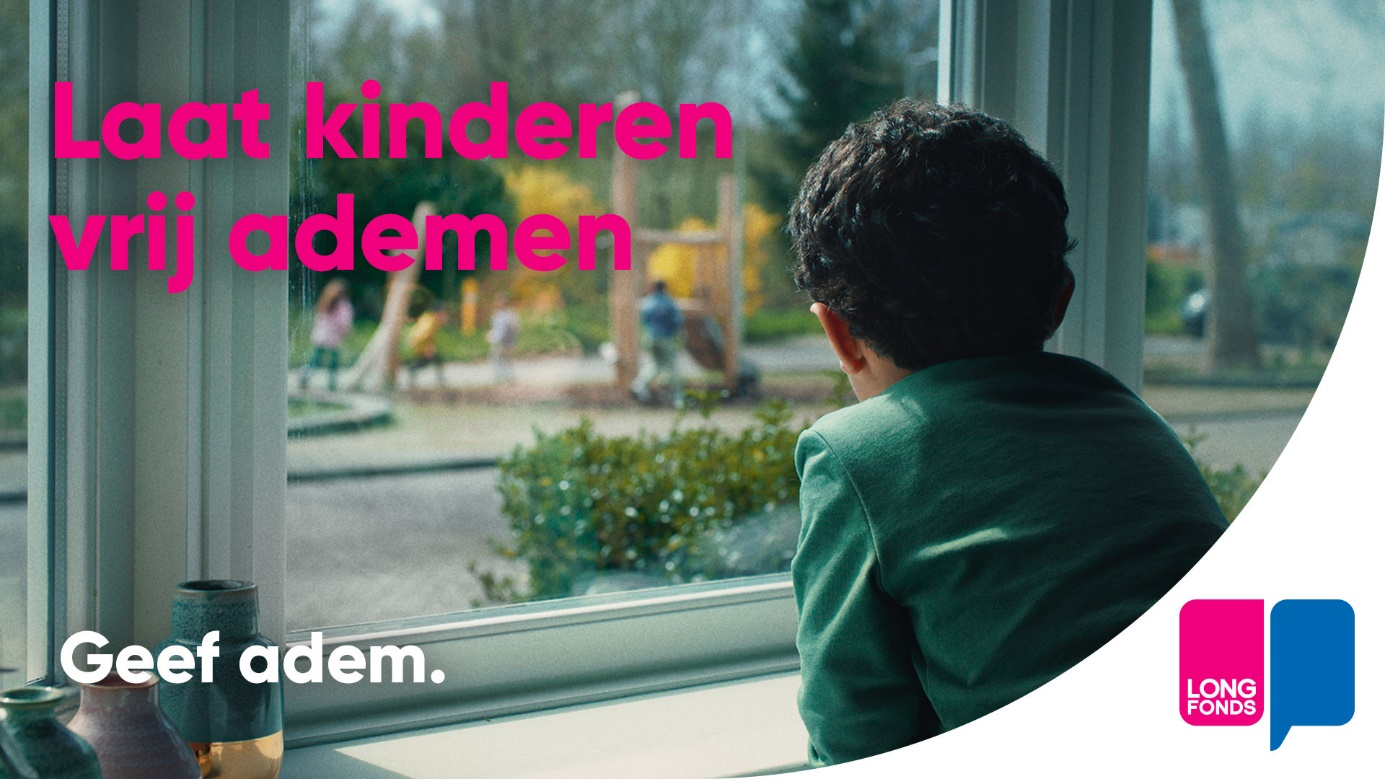 Laat kinderen
vrij ademen
Geef adem.
LONG
FONDS